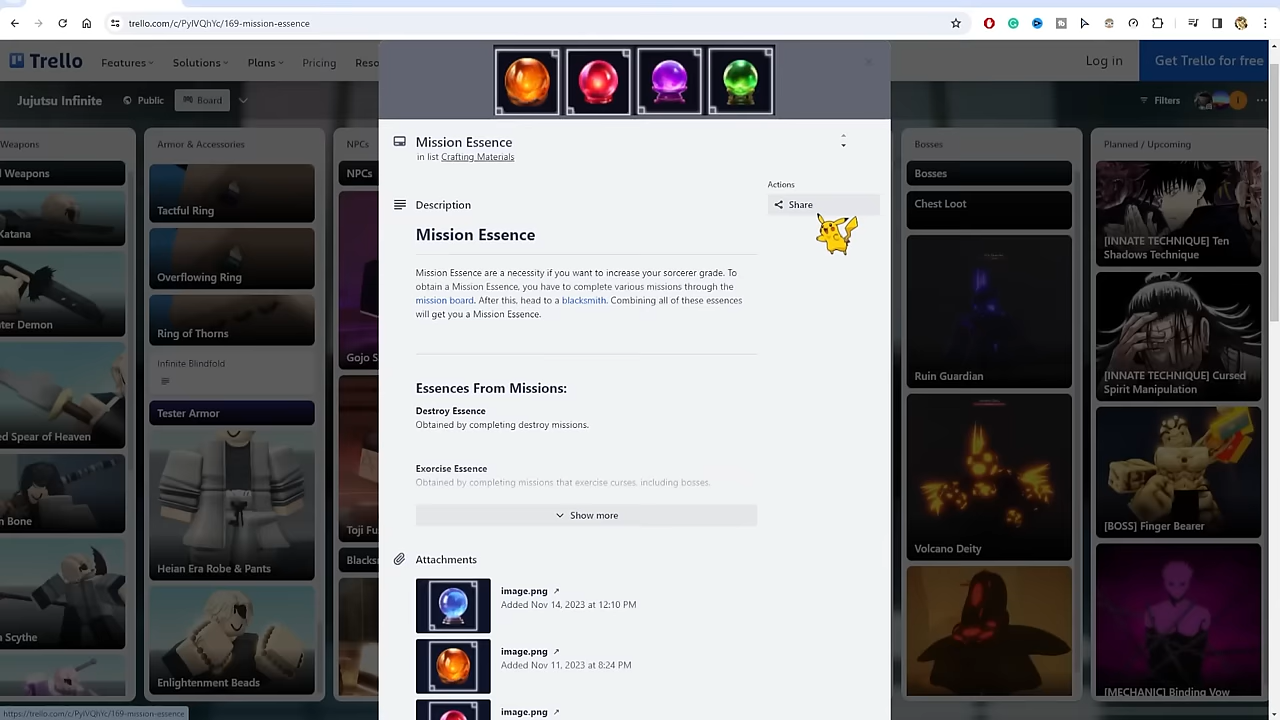 trello.com/c/PyIVQhYc/169-mission-essence
Trello
Features
Solutions
Plans
Pricing
Log in
Get Trello for free
Jujutsu Infinite
Public
Board
Filters
Weapons
Weapons
Katana
Demon
Spear of Heaven
Bone
Scythe
Armor & Accessories
Tactful Ring
Overflowing Ring
Ring of Thorns
Infinite Blindfold
Tester Armor
Heian Era Robe & Pants
Enlightenment Beads
NPCs
NPCs
Gojo S
Toji Fu
Blacks
Mission Essence
in list Crafting Materials
Actions
Share
Description
Mission Essence
Mission Essence are a necessity if you want to increase your sorcerer grade. To
obtain a Mission Essence, you have to complete various missions through the
mission board. After this, head to a blacksmith. Combining all of these essences
will get you a Mission Essence.
Essences From Missions:
Destroy Essence
Obtained by completing destroy missions.
Exorcise Essence
Obtained by completing missions that exercise curses, including bosses.
Show more
Attachments
image.png
Added Nov 14, 2023 at 12:10 PM
image.png
Added Nov 11, 2023 at 8:24 PM
image.png
Bosses
Bosses
Chest Loot
Ruin Guardian
Volcano Deity
Planned / Upcoming
[INNATE TECHNIQUE] Ten
Shadows Technique
[INNATE TECHNIQUE] Cursed
Spirit Manipulation
[BOSS] Finger Bearer
[MECHANIC] Binding Vow
https://trello.com/c/PyIVQhYc/169-mission-essence